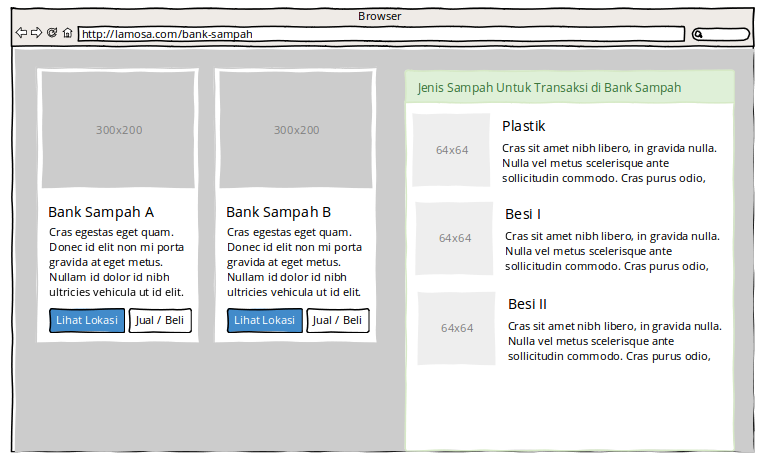 Browser
http://lamosa.com/bank-sampah
300x200
Bank Sampah A
Cras egestas eget quam.
Donec id elit non mi porta
gravida at eget metus.
Nullam id dolor id nibh
ultricies vehicula ut id elit.
Lihat Lokasi
Jual / Beli
300x200
Bank Sampah B
Cras egestas eget quam.
Donec id elit non mi porta
gravida at eget metus.
Nullam id dolor id nibh
ultricies vehicula ut id elit.
Lihat Lokasi
Jual / Beli
Jenis Sampah Untuk Transaksi di Bank Sampah
64x64
Plastik
Cras sit amet nibh libero, in gravida nulla.
Nulla vel metus scelerisque ante
sollicitudin commodo. Cras purus odio,
64x64
Besi I
Cras sit amet nibh libero, in gravida nulla.
Nulla vel metus scelerisque ante
sollicitudin commodo. Cras purus odio,
64x64
Besi II
Cras sit amet nibh libero, in gravida nulla.
Nulla vel metus scelerisque ante
sollicitudin commodo. Cras purus odio,